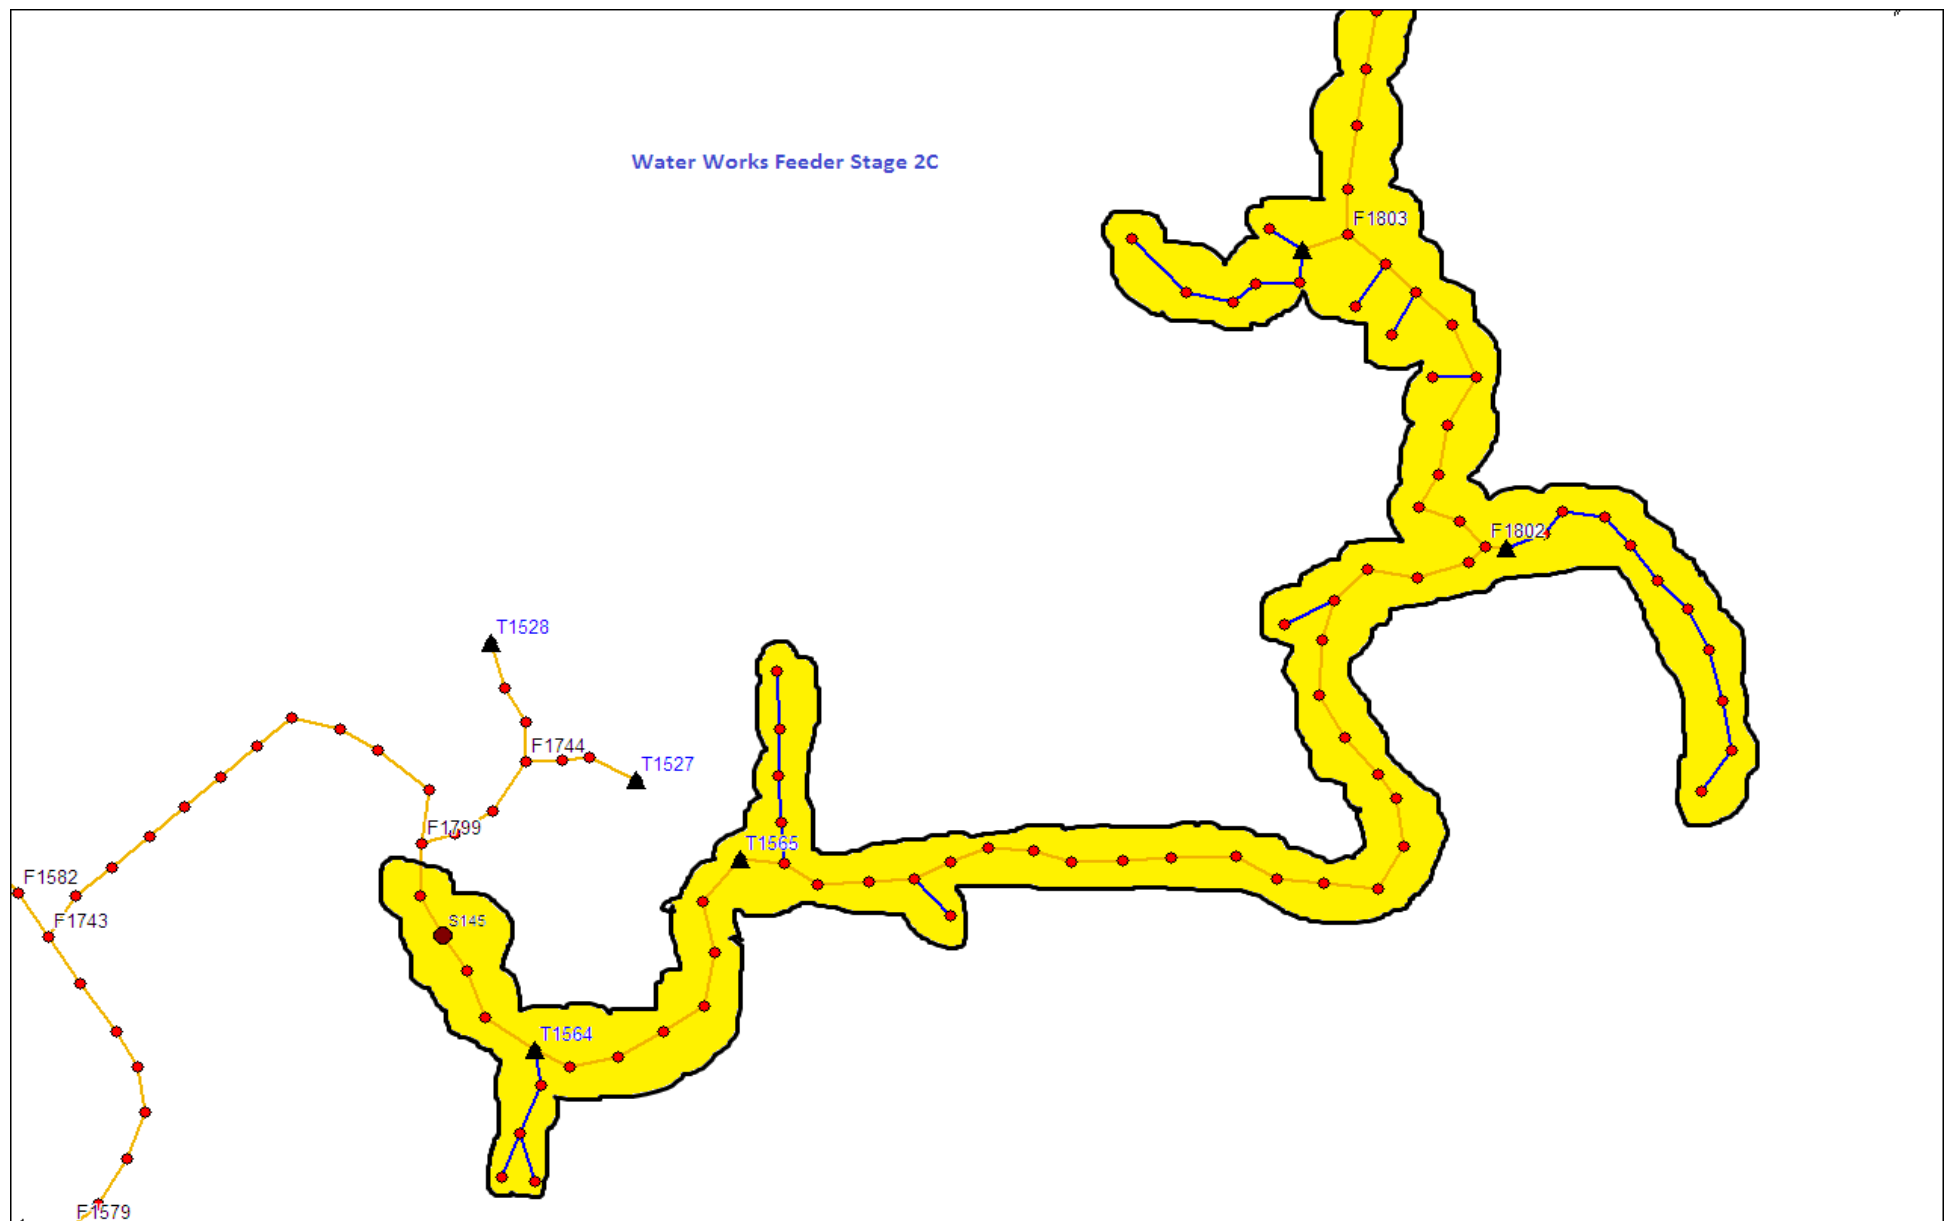 Water Works Feeder Stage 2C
F1803
F1802
T1528
F1744
T1527
F1799
T1565
F1582
F1743
S145
T1564
F1579